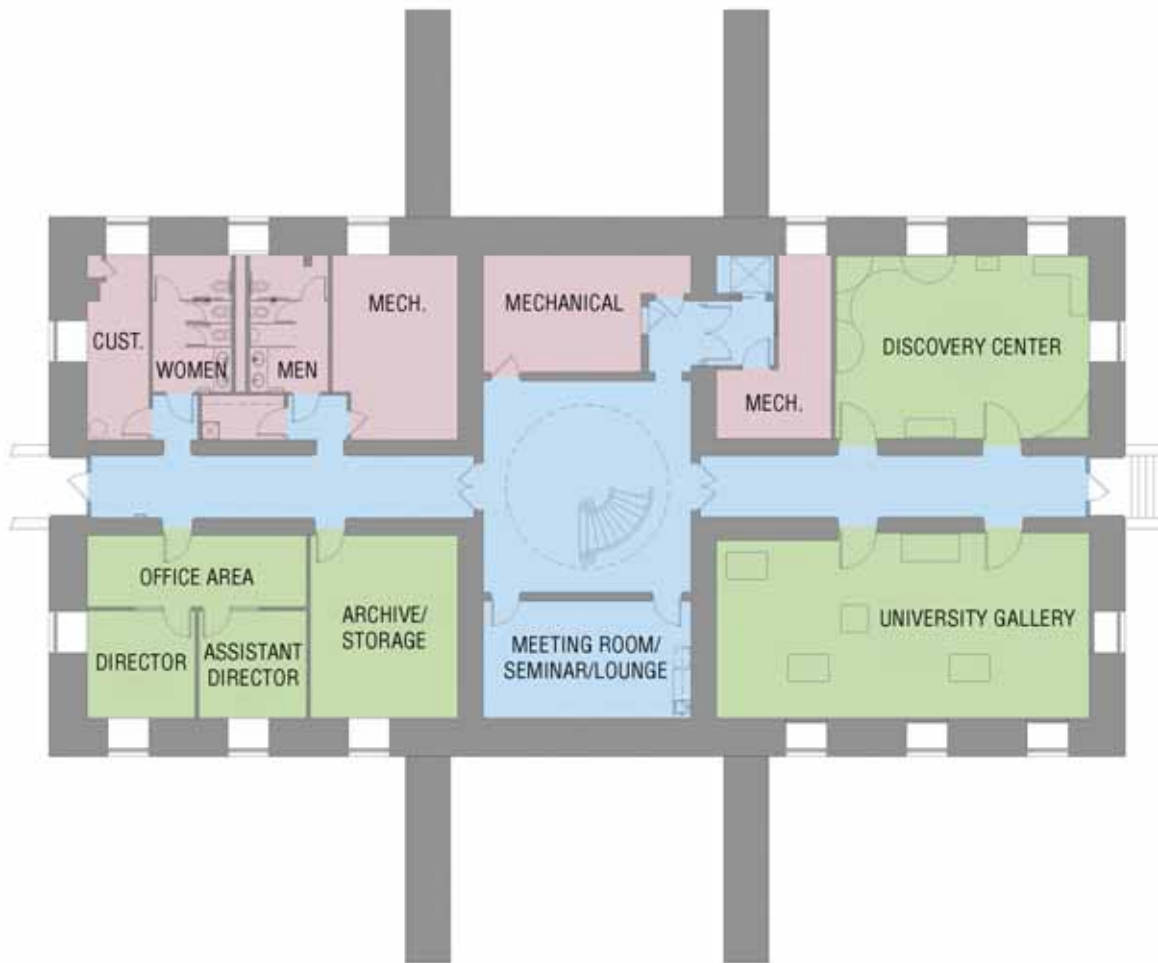 MECH.
MECHANICAL
CUST.
DISCOVERY CENTER
WOMEN
MEN
MECH.
OFFICE AREA
ARCHIVE/
STORAGE
UNIVERSITY GALLERY
DIRECTOR
ASSISTANT
DIRECTOR
MEETING ROOM/
SEMINAR/LOUNGE